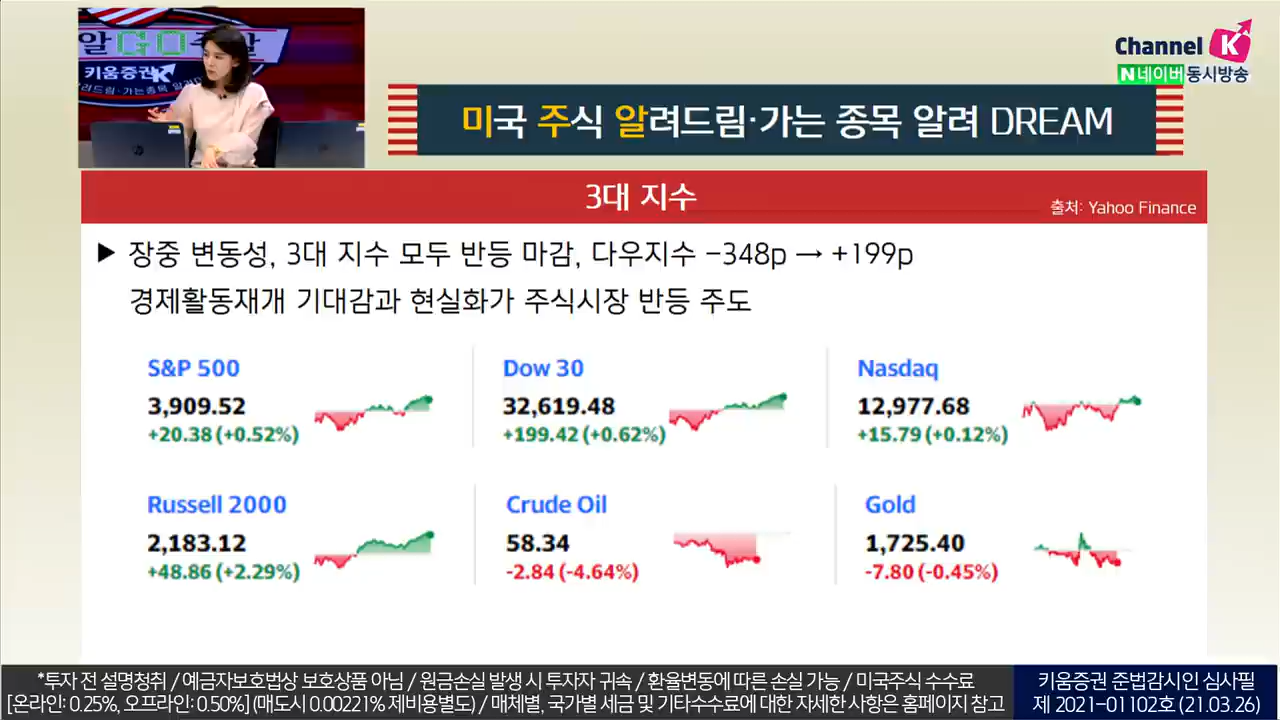 알GO주말
키움증권K
Channel K
N네이버동시방송
미국 주식 알려드림·가는 종목 알려 DREAM
3대 지수
출처: Yahoo Finance
▶ 장중 변동성, 3대 지수 모두 반등 마감, 다우지수 -348p → +199p
경제활동재개 기대감과 현실화가 주식시장 반등 주도
S&P 500
3,909.52
+20.38 (+0.52%)
Dow 30
32,619.48
+199.42 (+0.62%)
Nasdaq
12,977.68
+15.79 (+0.12%)
Russell 2000
2,183.12
+48.86 (+2.29%)
Crude Oil
58.34
-2.84 (-4.64%)
Gold
1,725.40
-7.80 (-0.45%)
*투자 전 설명청취 / 예금자보호법상 보호상품 아님 / 원금손실 발생 시 투자자 귀속 / 환율변동에 따른 손실 가능 / 미국주식 수수료
[온라인: 0.25%, 오프라인: 0.50%] (매도시 0.00221% 제비용별도) / 매체별, 국가별 세금 및 기타수수료에 대한 자세한 사항은 홈페이지 참고
키움증권 준법감시인 심사필
제 2021-01102호 (21.03.26)